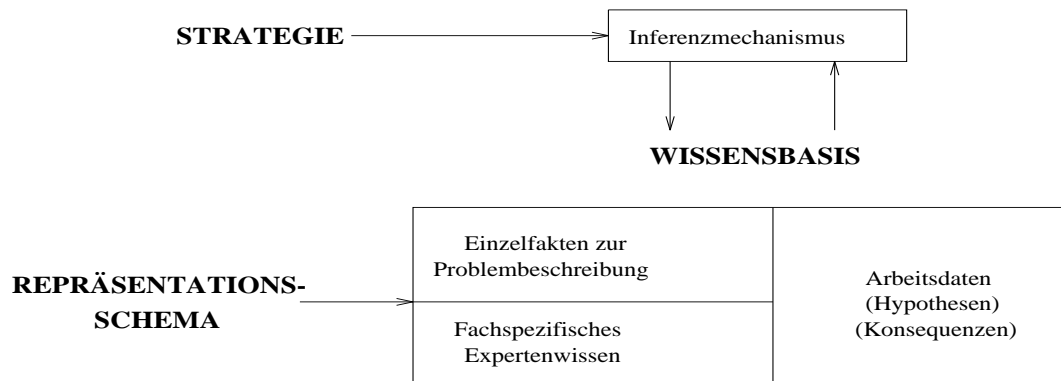 STRATEGIE
Inferenzmechanismus
WISSENSBASIS
Einzelfakten zur
Problembeschreibung
REPRÄSENTATIONS-
SCHEMA
Fachspezifisches
Expertenwissen
Arbeitsdaten
(Hypothesen)
(Konsequenzen)